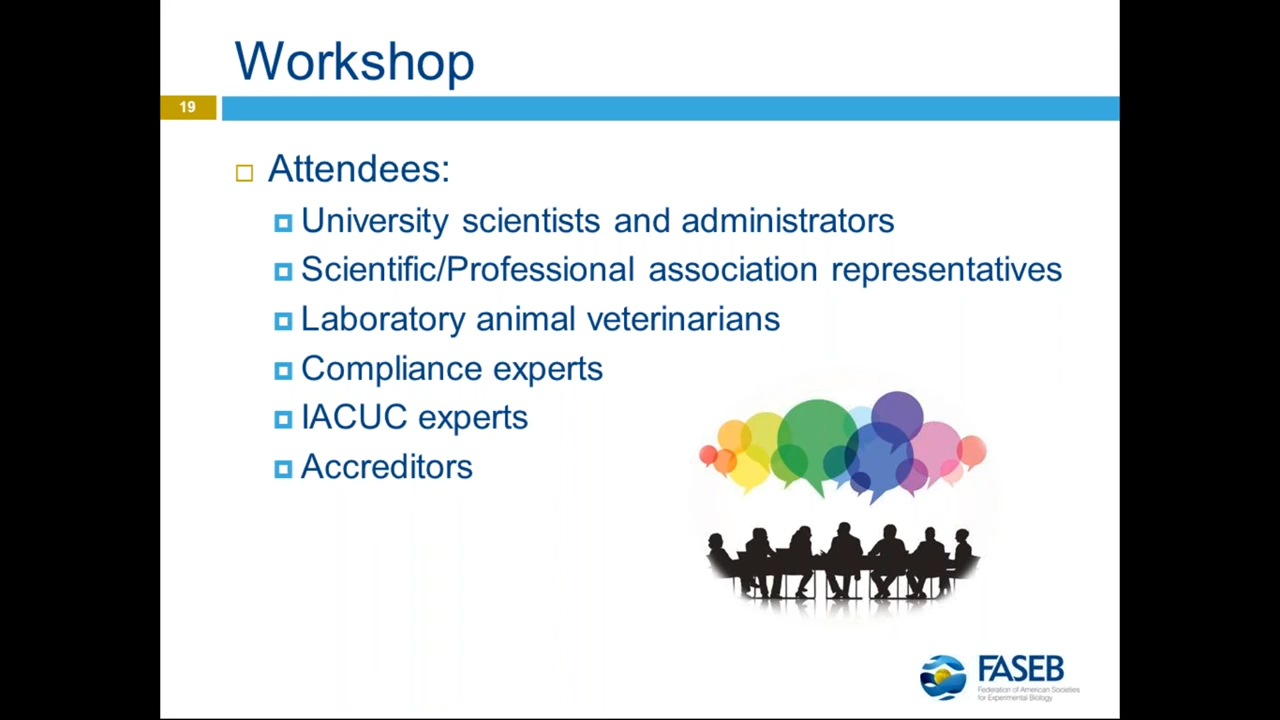 Workshop
19
Attendees:
University scientists and administrators
Scientific/Professional association representatives
Laboratory animal veterinarians
Compliance experts
IACUC experts
Accreditors
FASEB
Federation of American Societies
for Experimental Biology